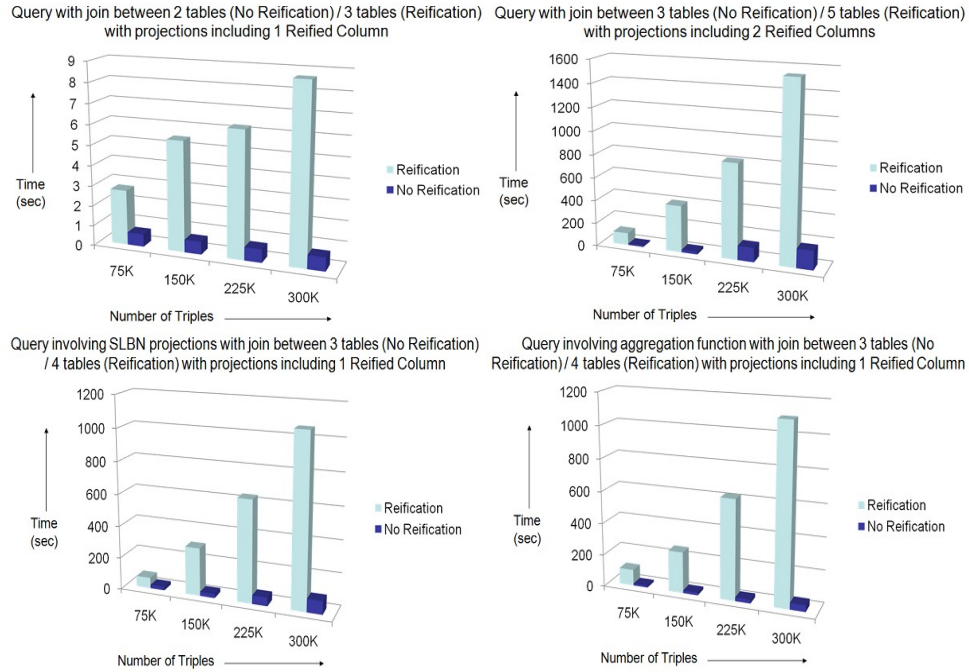 Query with join between 2 tables (No Reification) / 3 tables (Reification)
with projections including 1 Reified Column
9
8
7
6
5
4
3
2
1
0
Time
(sec)
Reification
No Reification
75K
150K
225K
300K
Number of Triples
Query with join between 3 tables (No Reification) / 5 tables (Reification)
with projections including 2 Reified Columns
1600
1400
1200
1000
800
600
400
200
0
Time
(sec)
Reification
No Reification
75K
150K
225K
300K
Number of Triples
Query involving SLBN projections with join between 3 tables (No Reification)
/ 4 tables (Reification) with projections including 1 Reified Column
1200
1000
800
600
400
200
0
Time
(sec)
Reification
No Reification
75K
150K
225K
300K
Number of Triples
Query involving aggregation function with join between 3 tables (No
Reification) / 4 tables (Reification) with projections including 1 Reified Column
1200
1000
800
600
400
200
0
Time
(sec)
Reification
No Reification
75K
150K
225K
300K
Number of Triples